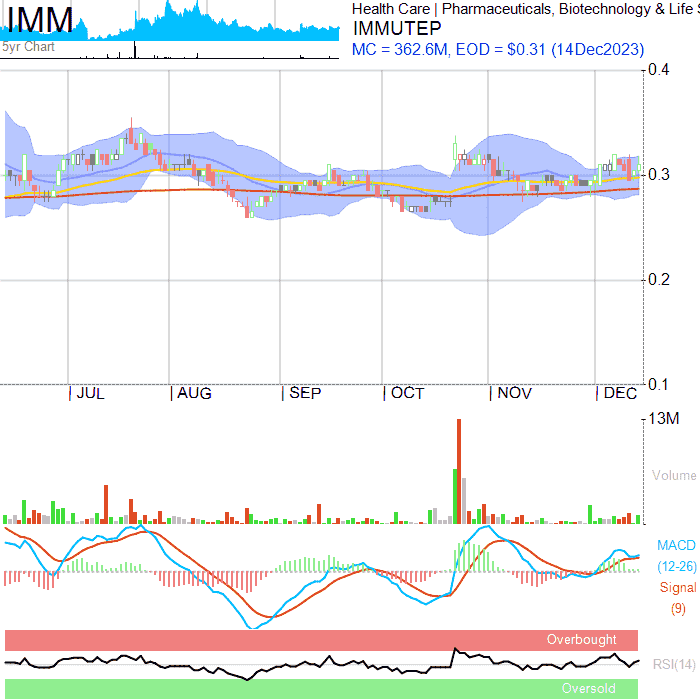 IMM
5yr Chart
Health Care | Pharmaceuticals, Biotechnology & Life S
IMMUTEP
MC = 362.6M, EOD = $0.31 (14Dec2023)
0.4
0.3
0.2
0.1
JUL
AUG
SEP
OCT
NOV
DEC
13M
Volume
MACD
(12-26)
Signal
(9)
Overbought
RSI(14)
Oversold